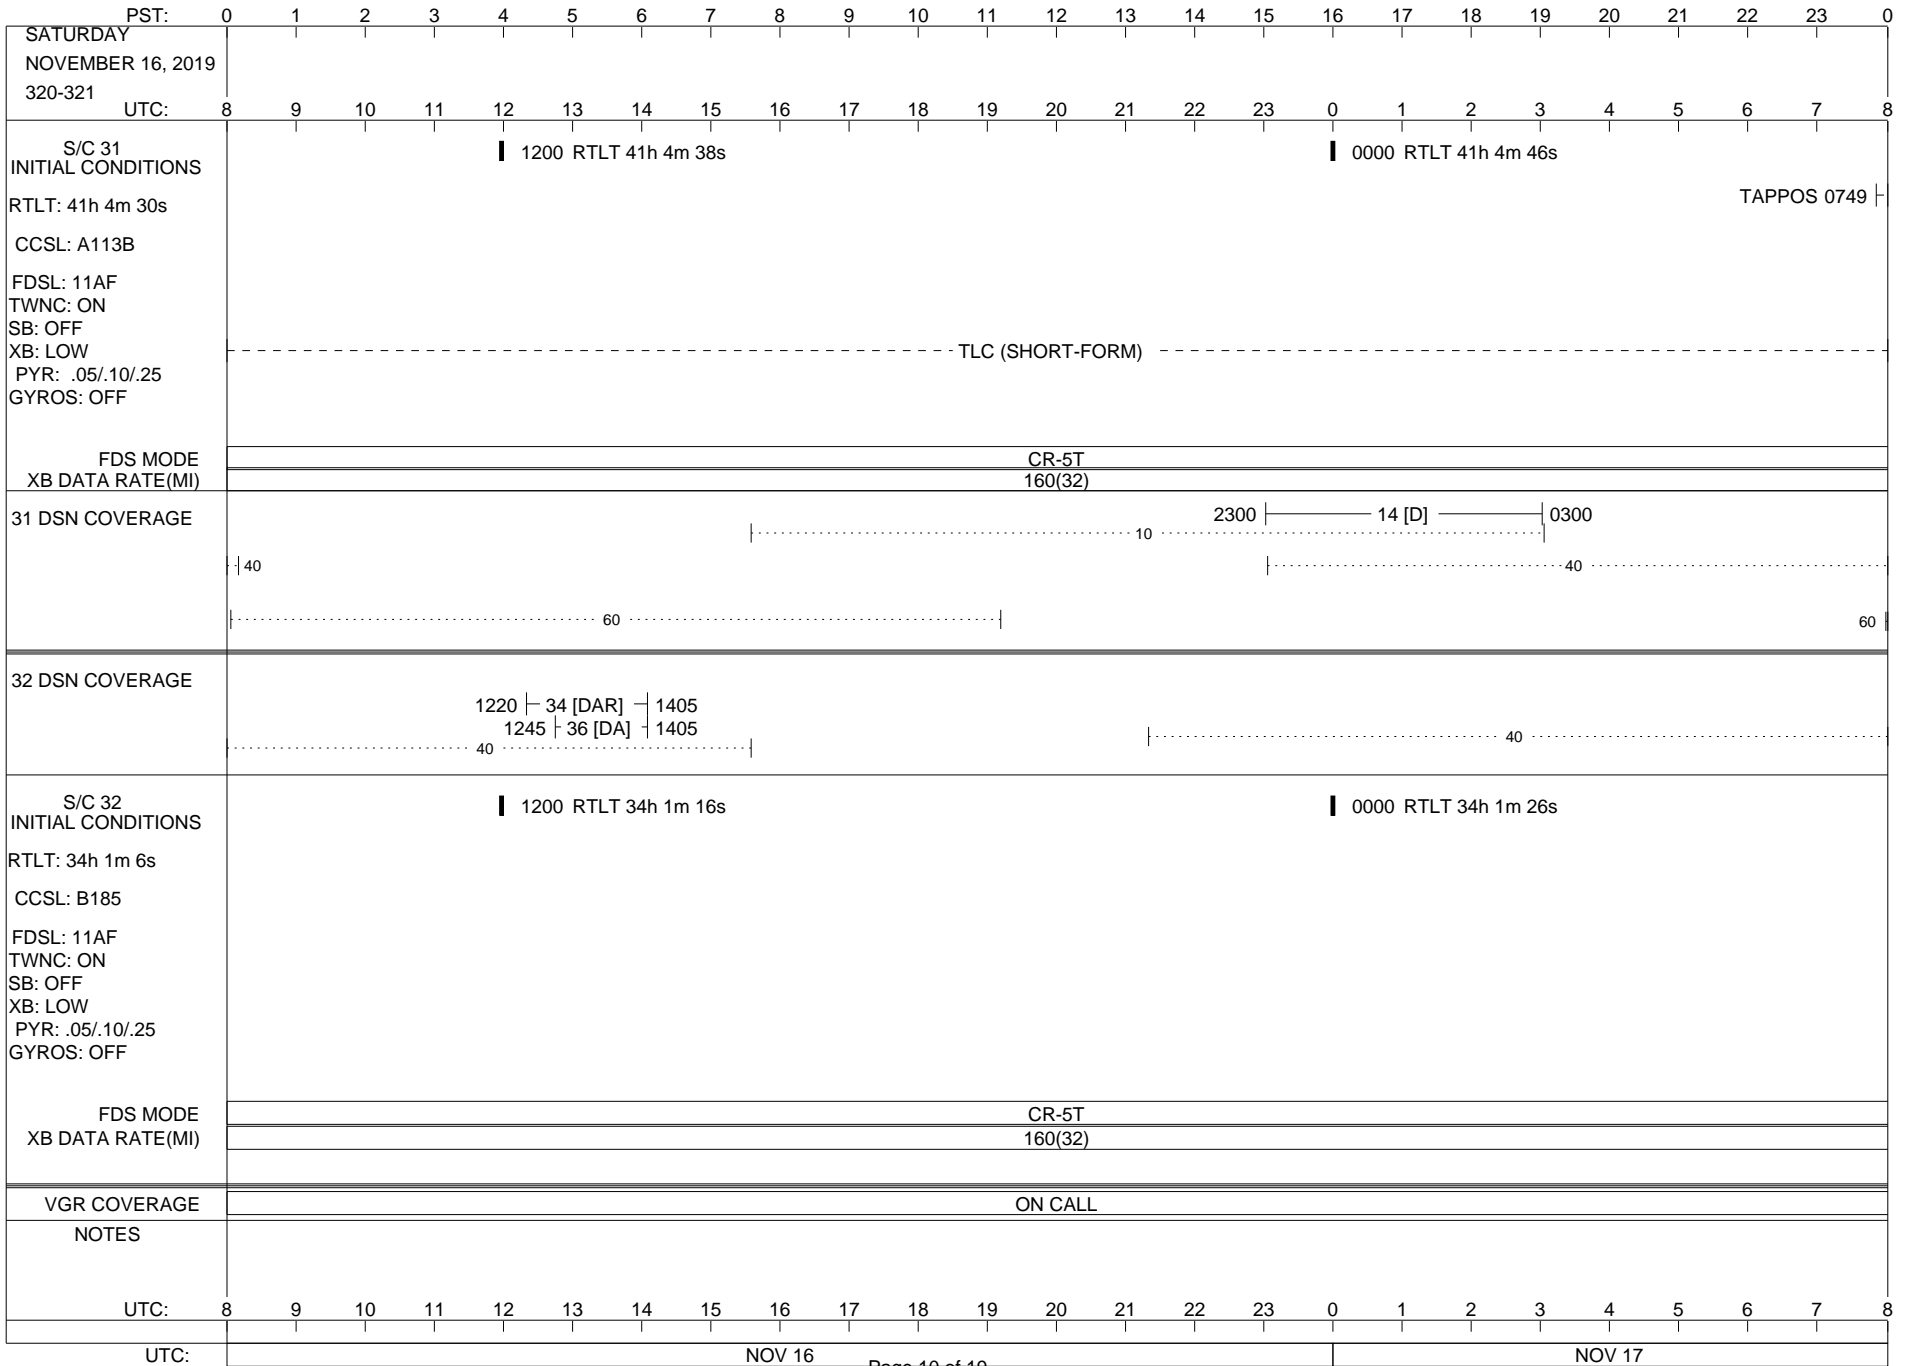 PST: 0 1 2 3 4 5 6 7 8 9 10 11 12 13 14 15 16 17 18 19 20 21 22 23 0
SATURDAY
NOVEMBER 16, 2019
320-321
UTC: 8 9 10 11 12 13 14 15 16 17 18 19 20 21 22 23 0 1 2 3 4 5 6 7 8
S/C 31
INITIAL CONDITIONS
1200 RTLT 41h 4m 38s
0000 RTLT 41h 4m 46s
TAPPOS 0749
RTLT: 41h 4m 30s
CCSL: A113B
FDSL: 11AF
TWNC: ON
SB: OFF
XB: LOW
TLC (SHORT-FORM)
PYR: .05/.10/.25
GYROS: OFF
FDS MODE CR-5T
XB DATA RATE(MI) 160(32)
31 DSN COVERAGE
2300 14 [D] 0300
10
40 40
60 60
32 DSN COVERAGE
1220 34 [DAR] 1405
1245 36 [DA] 1405
40 40
S/C 32
INITIAL CONDITIONS
1200 RTLT 34h 1m 16s
0000 RTLT 34h 1m 26s
RTLT: 34h 1m 6s
CCSL: B185
FDSL: 11AF
TWNC: ON
SB: OFF
XB: LOW
PYR: .05/.10/.25
GYROS: OFF
FDS MODE CR-5T
XB DATA RATE(MI) 160(32)
VGR COVERAGE ON CALL
NOTES
UTC: 8 9 10 11 12 13 14 15 16 17 18 19 20 21 22 23 0 1 2 3 4 5 6 7 8
UTC: NOV 16 NOV 17
Page 10 of 10